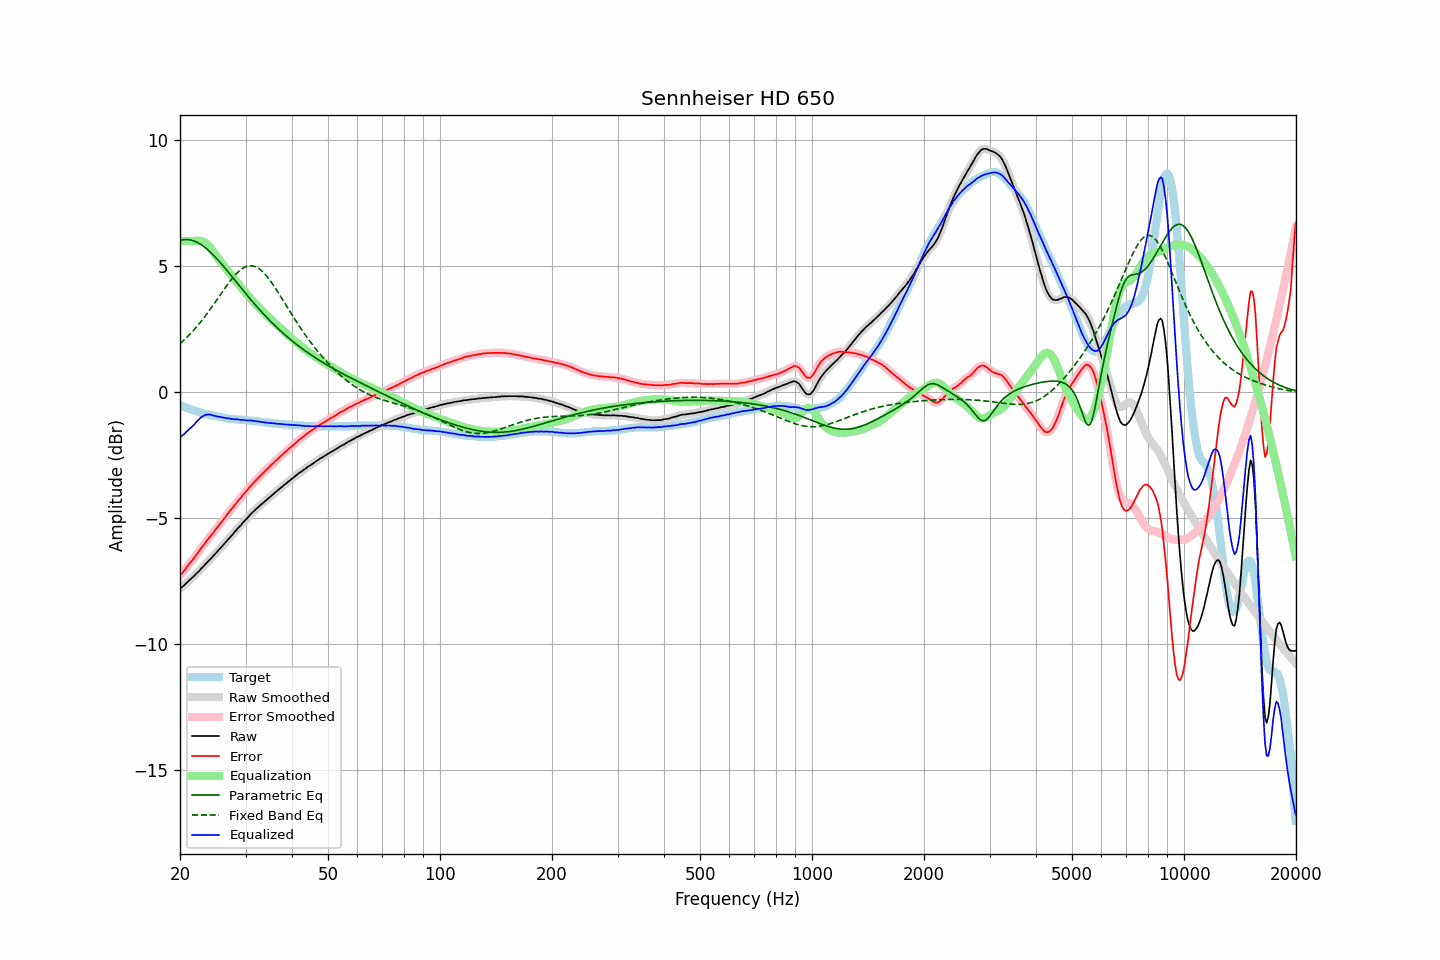 Sennheiser HD 650
10
5
0
−5
−10
−15
Amplitude (dBr)
Target
Raw Smoothed
Error Smoothed
Raw
Error
Equalization
Parametric Eq
Fixed Band Eq
Equalized
20 50 100 200 500 1000 2000 5000 10000 20000
Frequency (Hz)